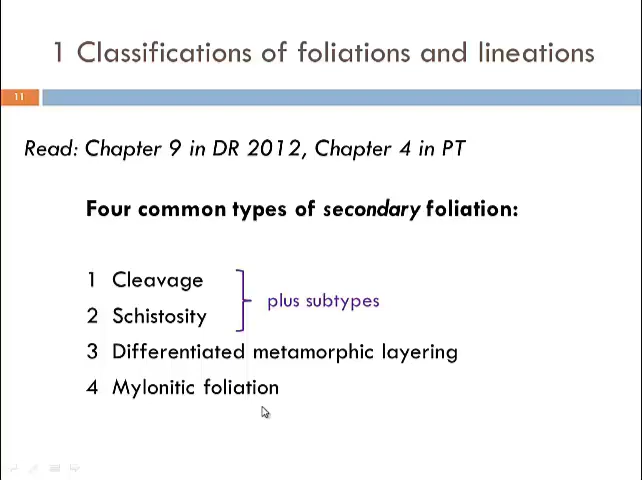 1 Classifications of foliations and lineations
11
Read: Chapter 9 in DR 2012, Chapter 4 in PT
Four common types of secondary foliation:
1 Cleavage
plus subtypes
2 Schistosity
3 Differentiated metamorphic layering
4 Mylonitic foliation